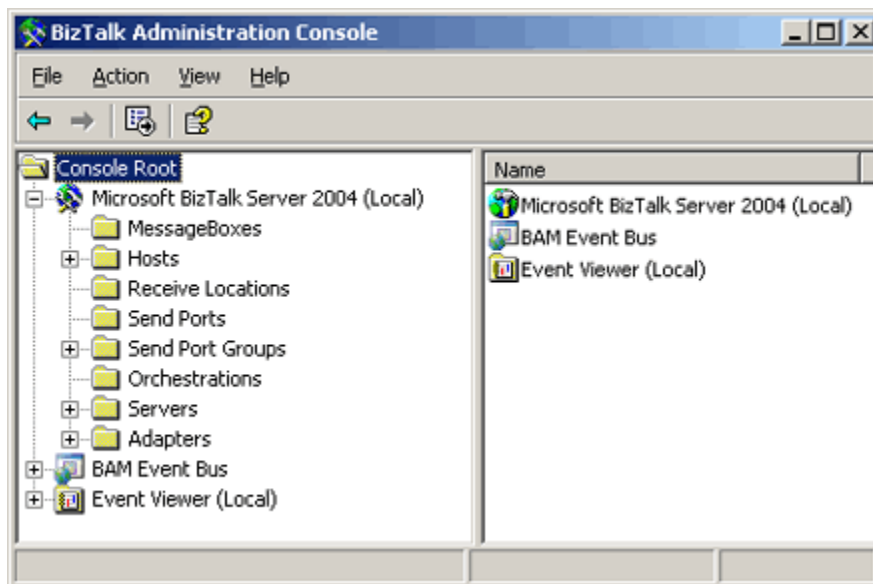 BizTalk Administration Console
File Action View Help
Console Root
Microsoft BizTalk Server 2004 (Local)
MessageBoxes
Hosts
Receive Locations
Send Ports
Send Port Groups
Orchestrations
Servers
Adapters
BAM Event Bus
Event Viewer (Local)
Name
Microsoft BizTalk Server 2004 (Local)
BAM Event Bus
Event Viewer (Local)